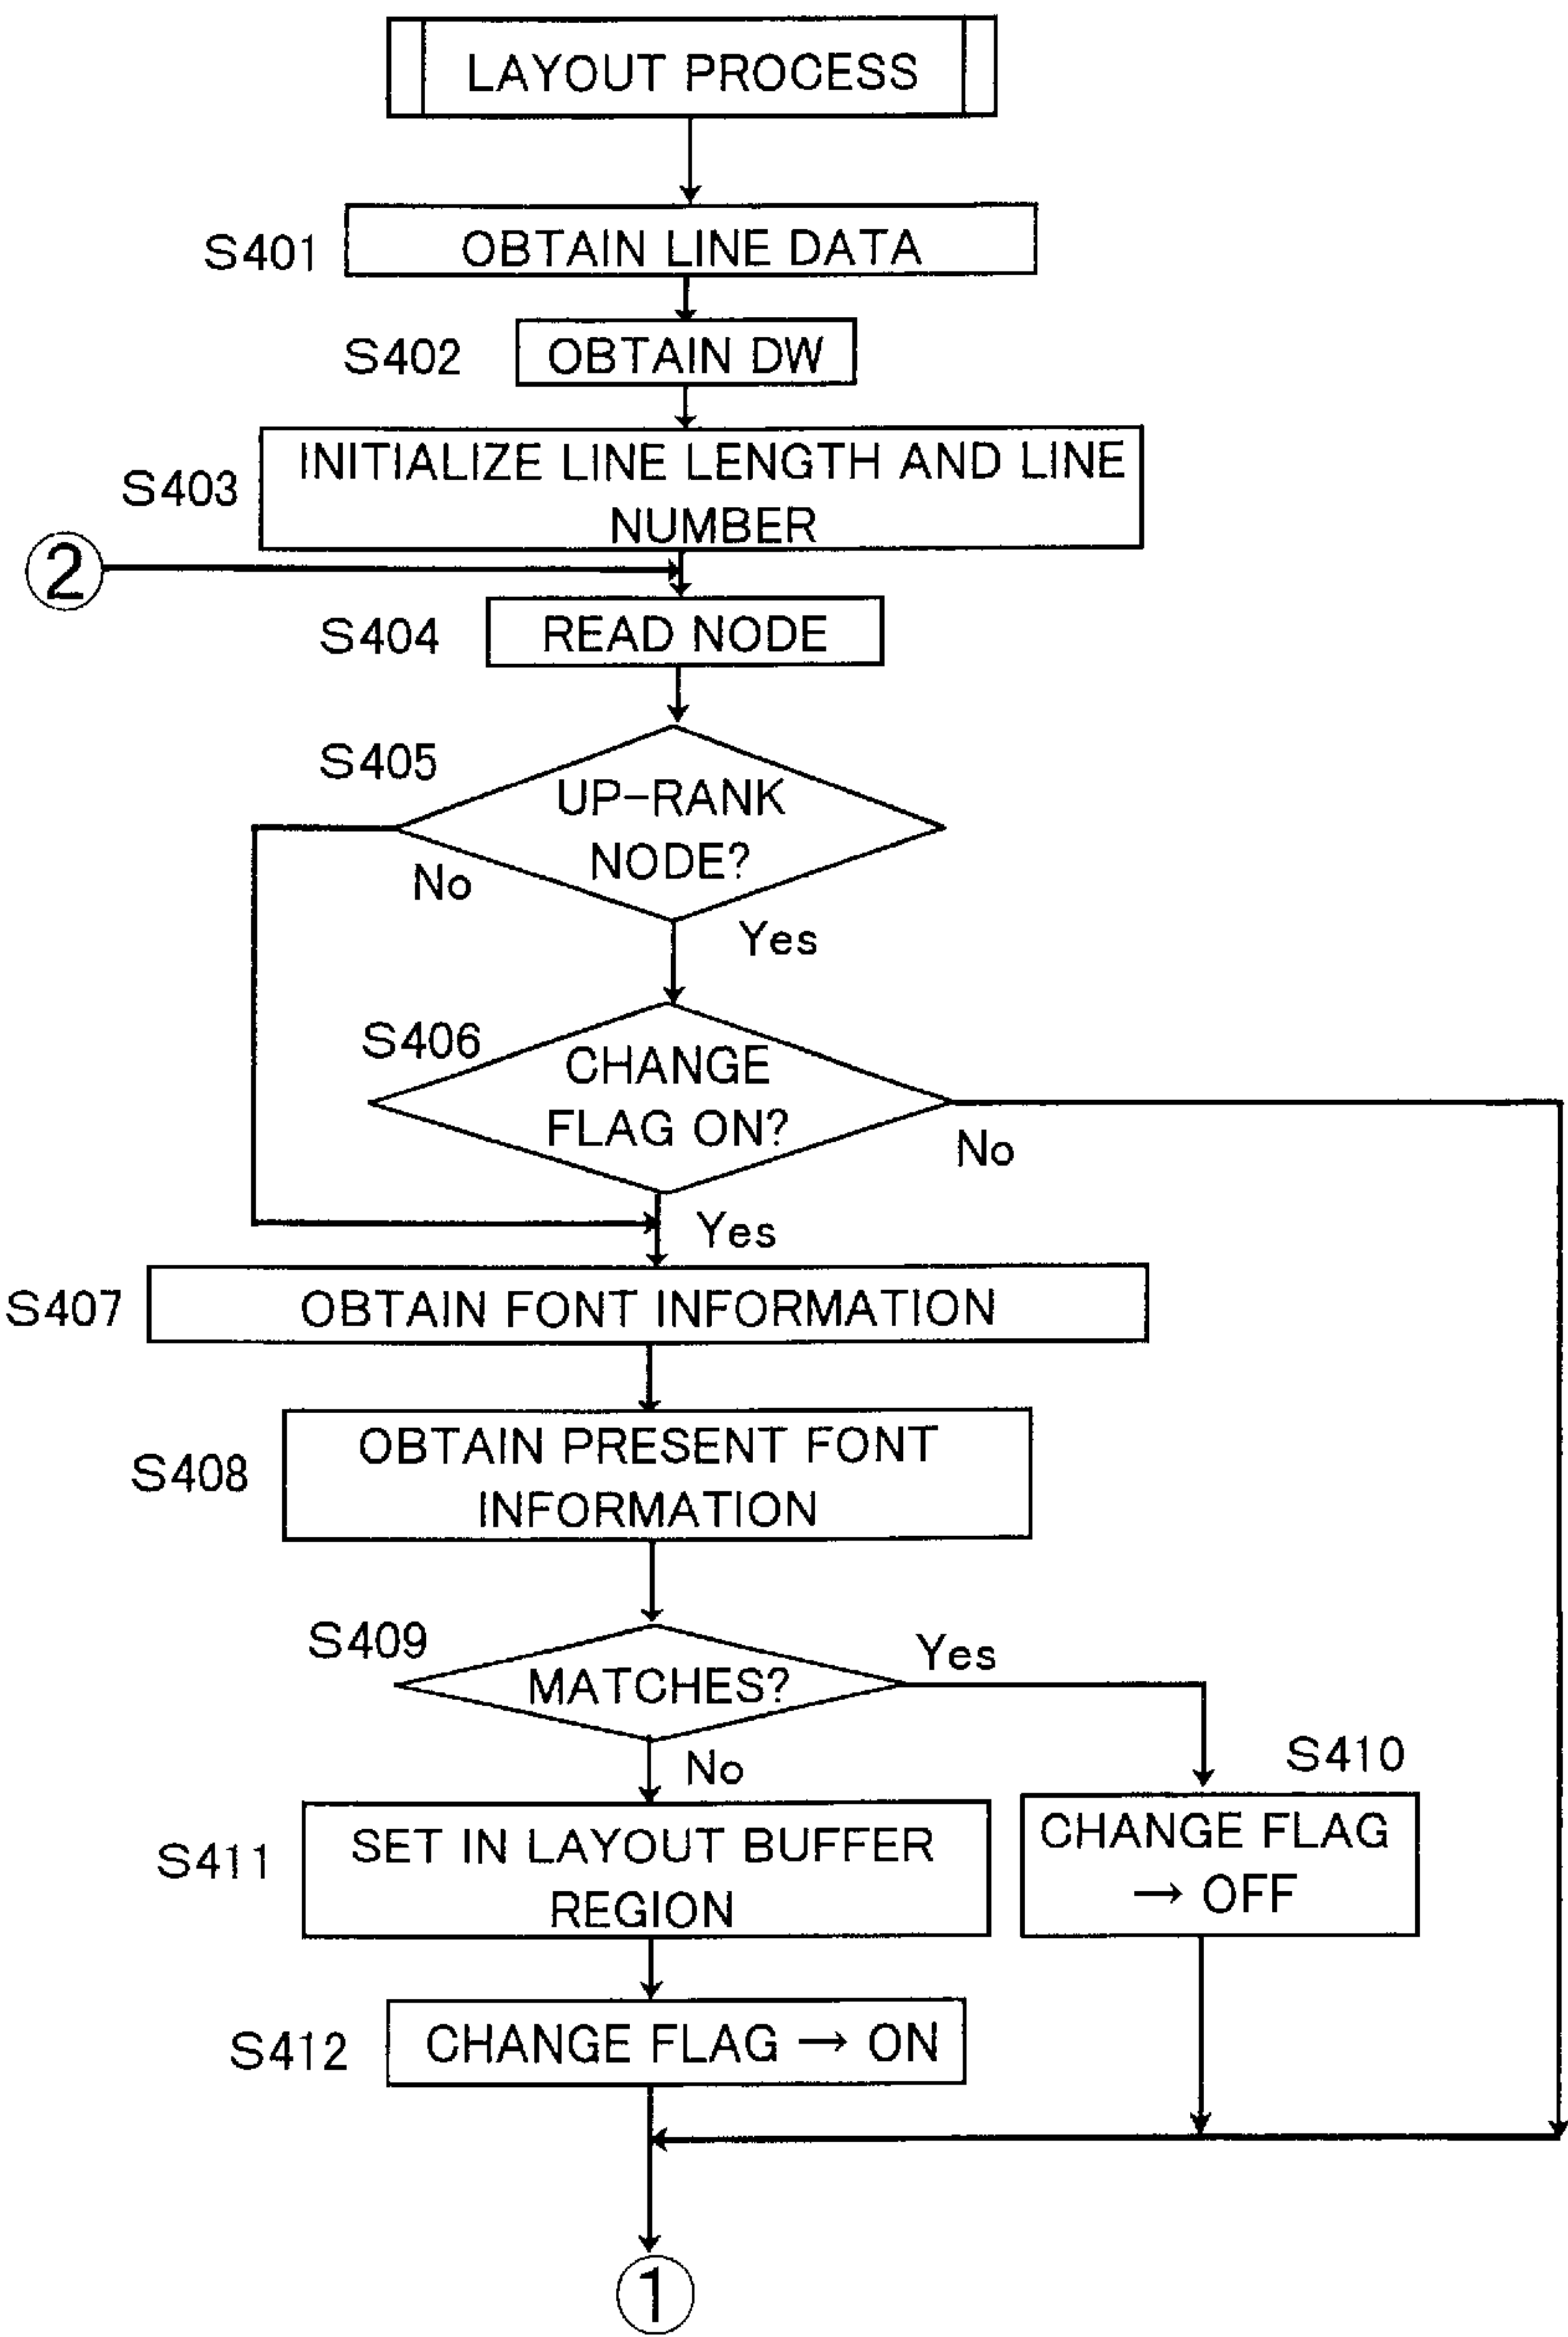 LAYOUT PROCESS
S401
OBTAIN LINE DATA
S402
OBTAIN DW
S403
INITIALIZE LINE LENGTH AND LINE
NUMBER
2
S404
READ NODE
S405
UP-RANK
NODE?
No
Yes
S406
CHANGE
FLAG ON?
No
Yes
S407
OBTAIN FONT INFORMATION
S408
OBTAIN PRESENT FONT
INFORMATION
S409
MATCHES?
Yes
No
S410
CHANGE FLAG
→ OFF
S411
SET IN LAYOUT BUFFER
REGION
S412
CHANGE FLAG → ON
1